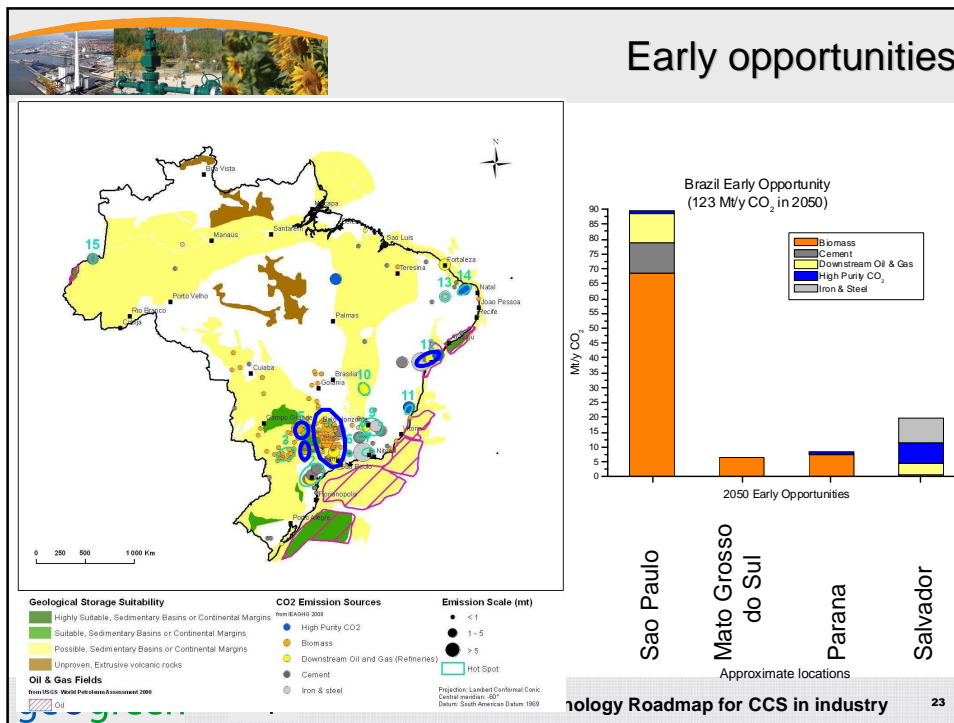 Early opportunities
N
Boa Vista
Macapa
Manaus
Santarem
Sao Luis
Fortaleza
Teresina
Natal
Joao Pessoa
Recife
Porto Velho
Rio Branco
Palmas
Cuiaba
Brasilia
Goiania
Campo Grande
Belo Horizonte
Vitoria
Florianopolis
Porto Alegre
15
14
13
12
11
10
0 250 500 1 000 Km
Geological Storage Suitability
Highly Suitable, Sedimentary Basins or Continental Margins
Suitable, Sedimentary Basins or Continental Margins
Possible, Sedimentary Basins or Continental Margins
Unproven, Extrusive volcanic rocks
Oil & Gas Fields
from USGS World Petroleum Assessment 2000
Oil
CO2 Emission Sources
from IEAGHG 2008
High Purity CO2
Biomass
Downstream Oil and Gas (Refineries)
Cement
Iron & steel
Emission Scale (mt)
< 1
1 - 5
> 5
Hot Spot
Projection: Lambert Conformal Conic
Central meridian: -60°
Datum: South American Datum 1969
Brazil Early Opportunity
(123 Mt/y CO2 in 2050)
Mt/y CO2
90
85
80
75
70
65
60
55
50
45
40
35
30
25
20
15
10
5
0
Biomass
Cement
Downstream Oil & Gas
High Purity CO2
Iron & Steel
2050 Early Opportunities
Sao Paulo
Mato Grosso
do Sul
Parana
Salvador
Approximate locations
nology Roadmap for CCS in industry 23